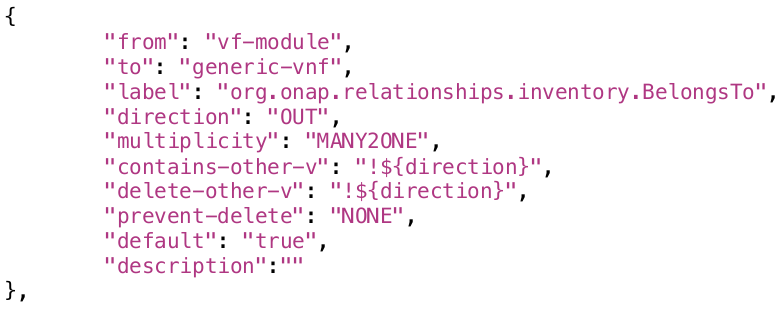 {
"from": "vf-module",
"to": "generic-vnf",
"label": "org.onap.relationships.inventory.BelongsTo",
"direction": "OUT",
"multiplicity": "MANY2ONE",
"contains-other-v": "!${direction}",
"delete-other-v": "!${direction}",
"prevent-delete": "NONE",
"default": "true",
"description":""
},